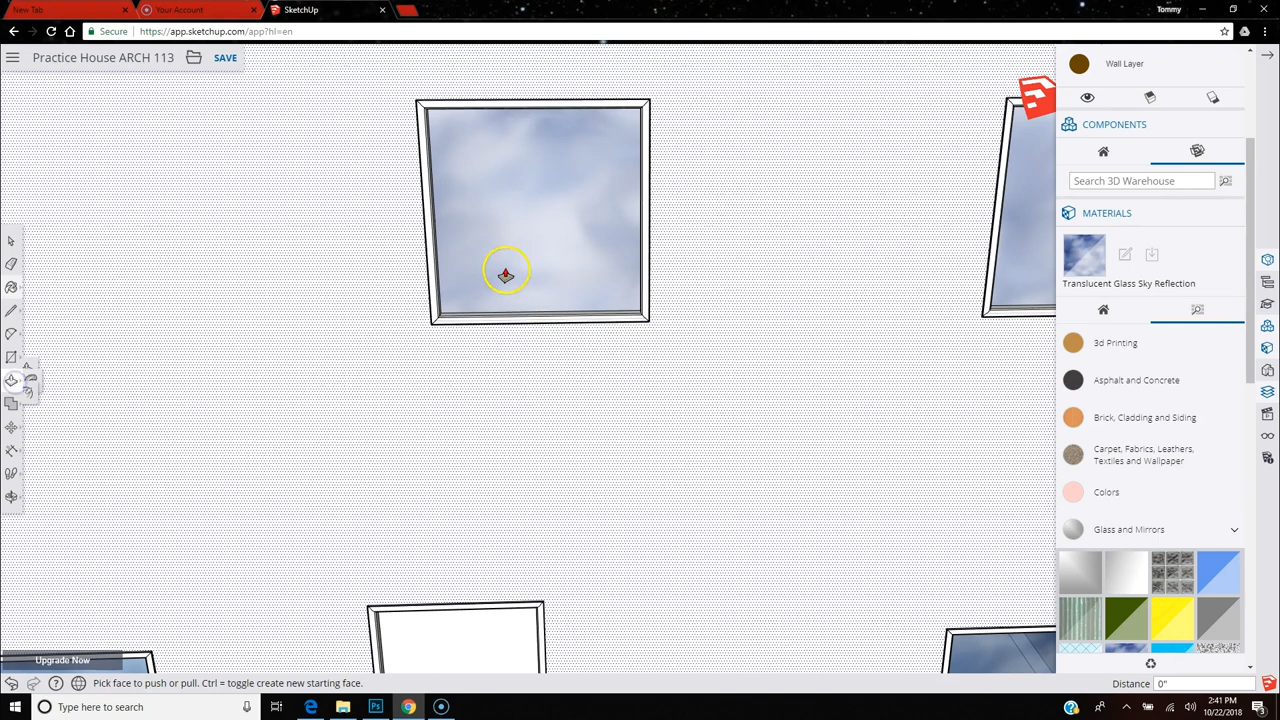 New Tab
Your Account
SketchUp
Tommy
Secure
https://app.sketchup.com/app?hl=en
Practice House ARCH 113
SAVE
Wall Layer
COMPONENTS
Search 3D Warehouse
MATERIALS
Translucent Glass Sky Reflection
3d Printing
Asphalt and Concrete
Brick, Cladding and Siding
Carpet, Fabrics, Leathers,
Textiles and Wallpaper
Colors
Glass and Mirrors
Upgrade Now
Pick face to push or pull. Ctrl = toggle create new starting face.
Distance
0"
Type here to search
2:41 PM
10/22/2018